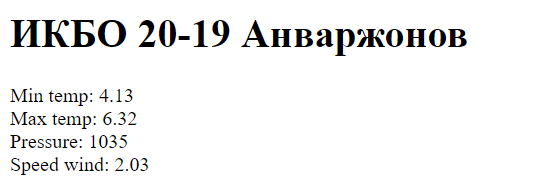 ИКБО 20-19 Анваржонов
Min temp: 4.13
Max temp: 6.32
Pressure: 1035
Speed wind: 2.03